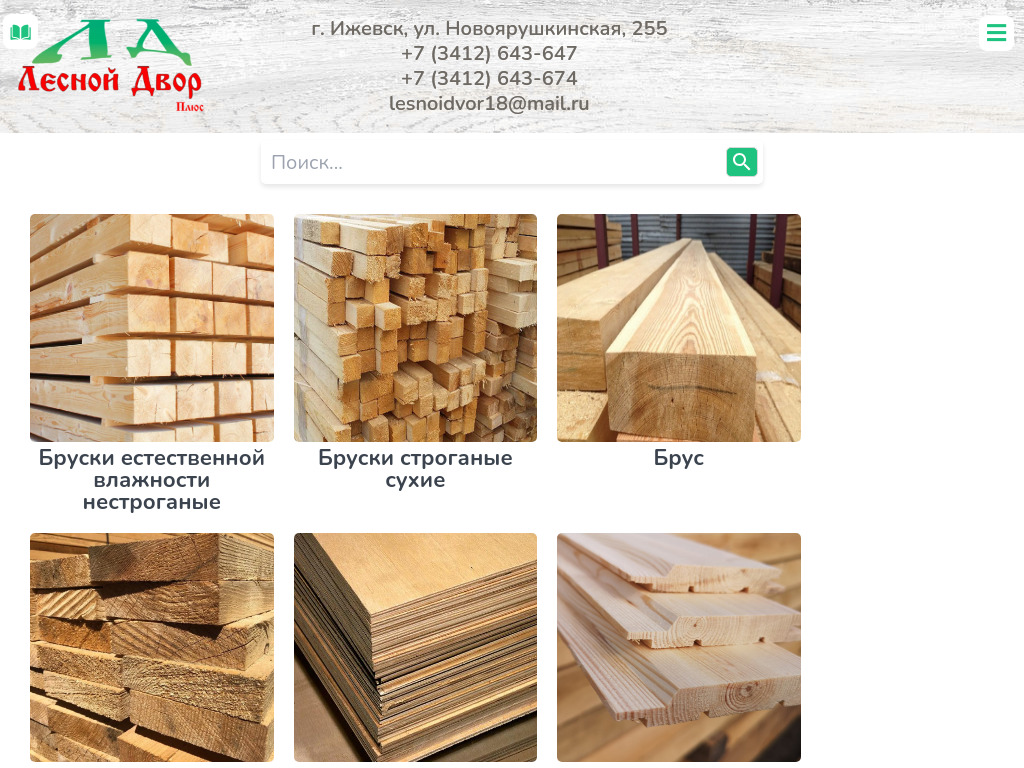 ЛД
Лесной Двор
Плюс
г. Ижевск, ул. Новоярушкинская, 255
+7 (3412) 643-647
+7 (3412) 643-674
lesnoidvor18@mail.ru
Поиск...
Бруски естественной
влажности
нестроганые
Бруски строганые
сухие
Брус